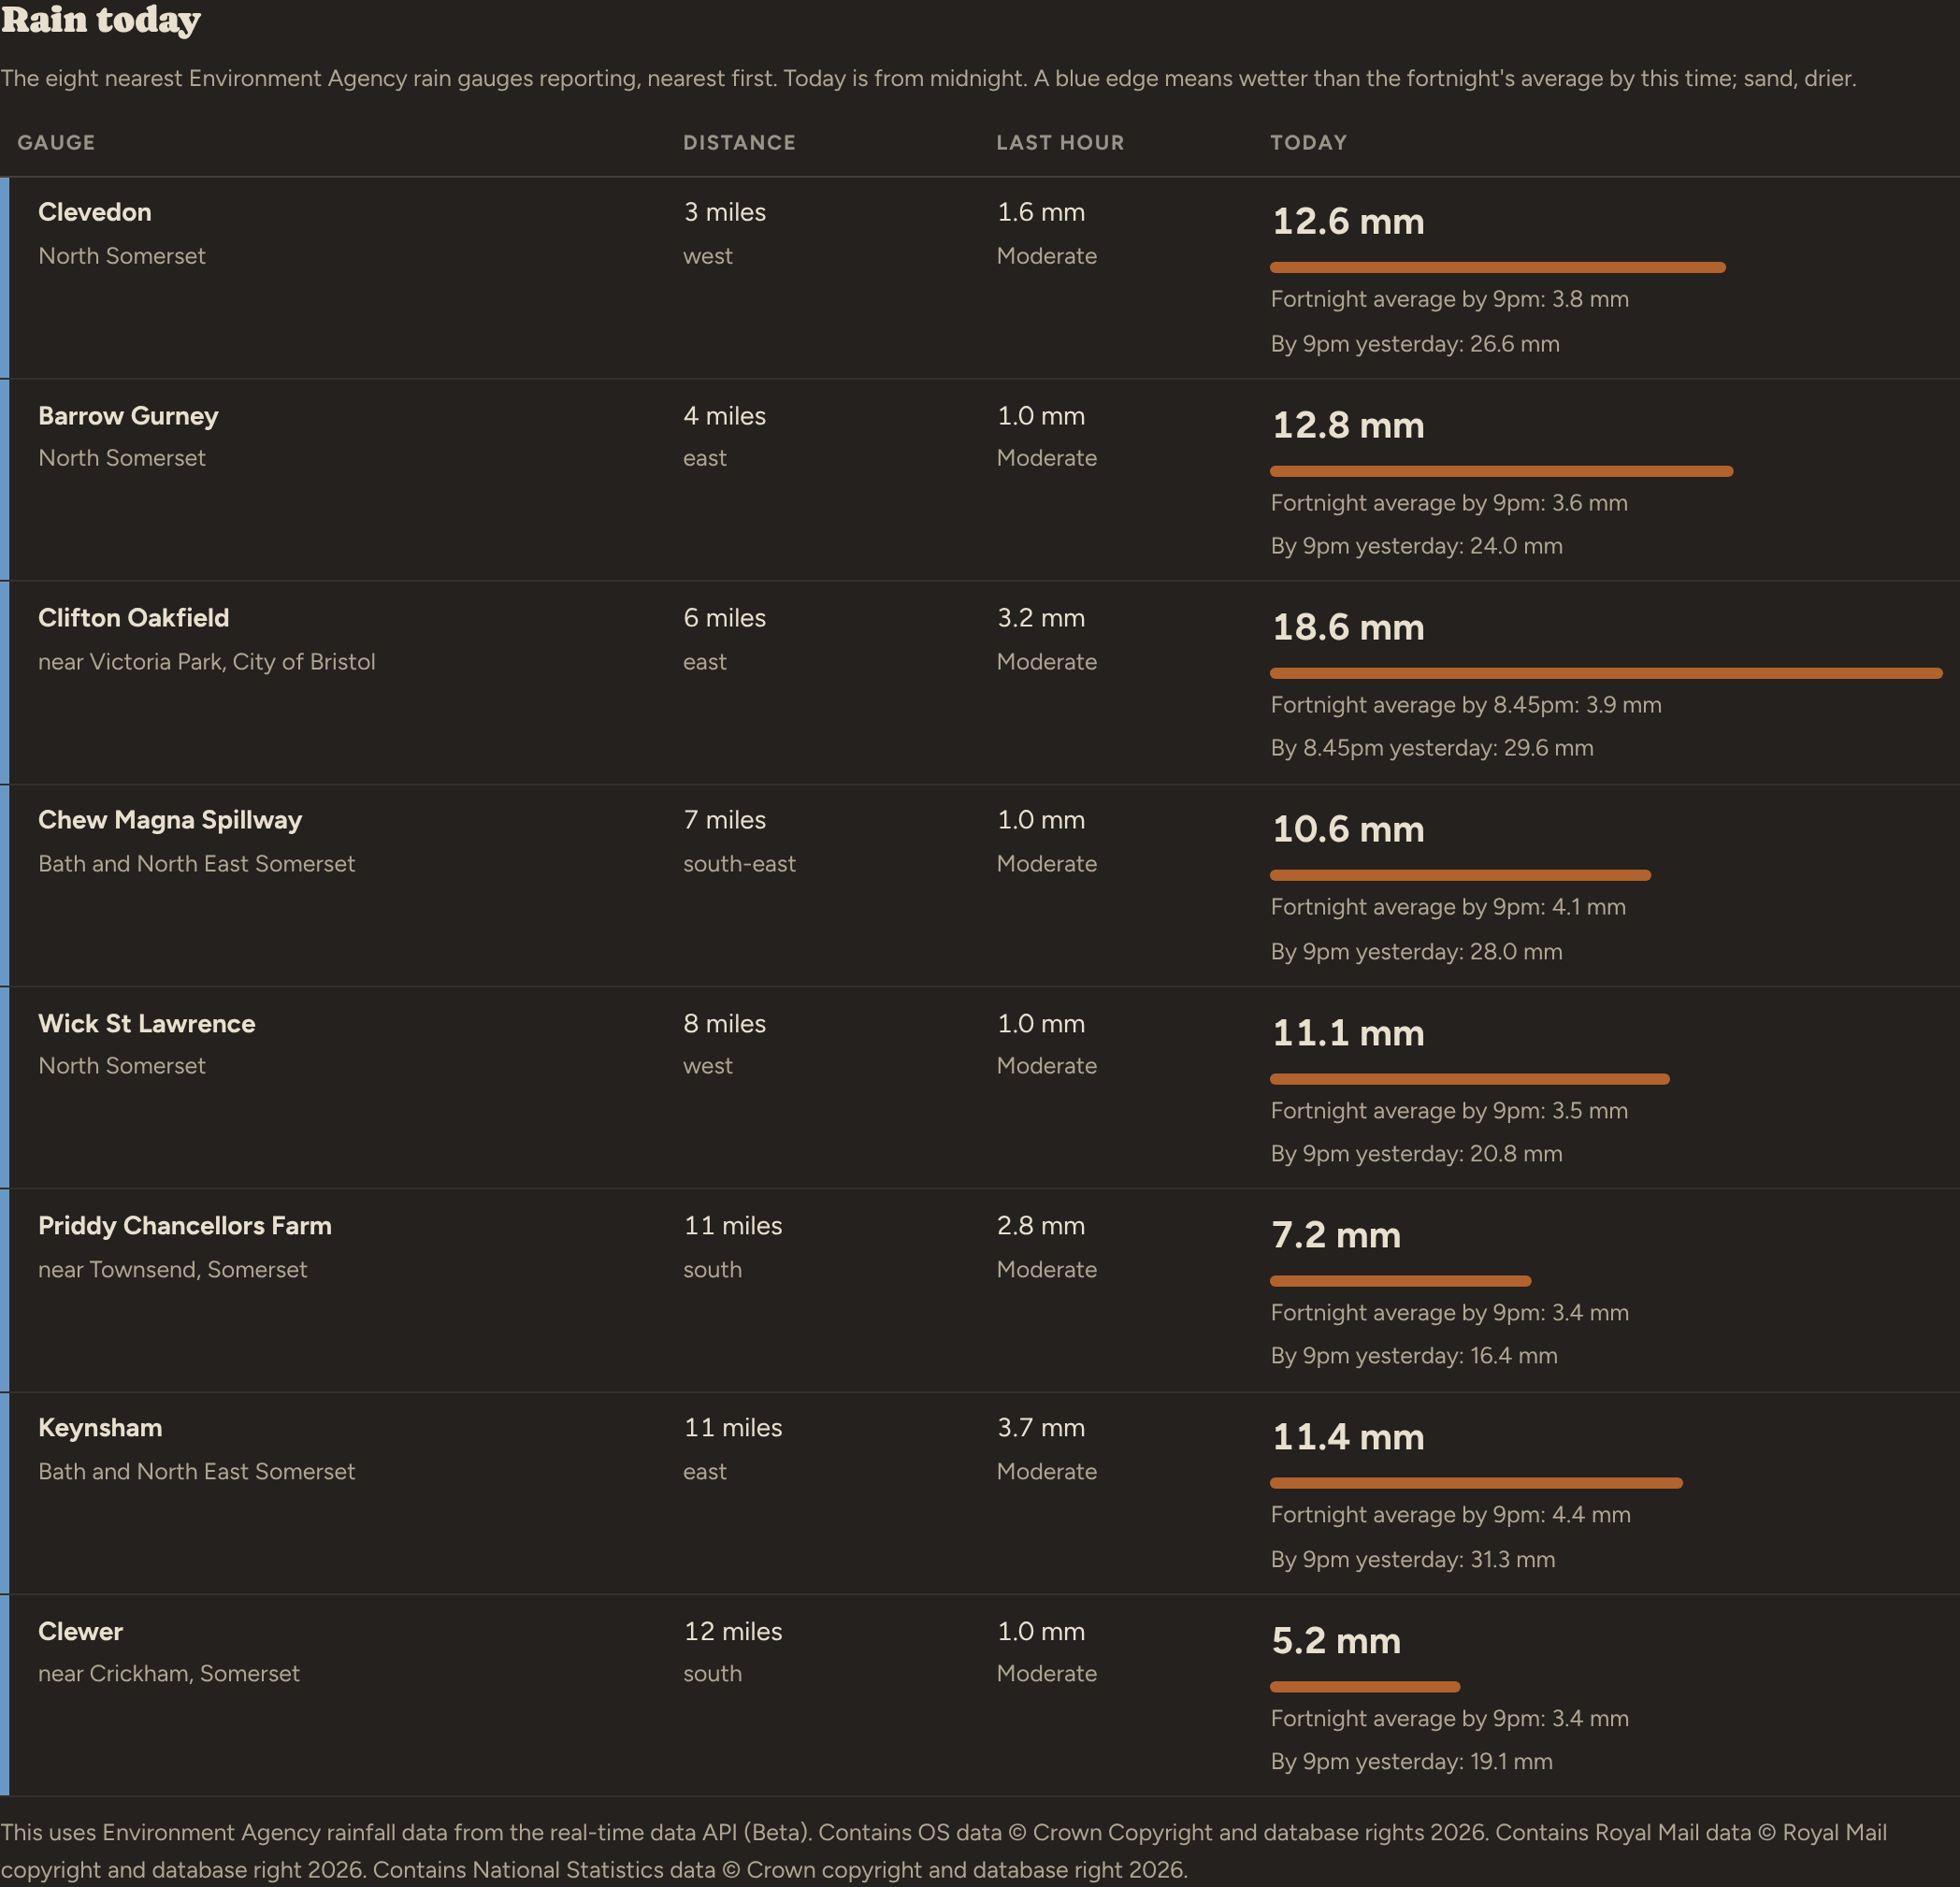 Rain today
The eight nearest Environment Agency rain gauges reporting, nearest first. Today is from midnight. A blue edge means wetter than the fortnight's average by this time; sand, drier.
GAUGE DISTANCE LAST HOUR TODAY
Clevedon 3 miles 1.6 mm 12.6 mm
North Somerset west Moderate
Fortnight average by 9pm: 3.8 mm
By 9pm yesterday: 26.6 mm
Barrow Gurney 4 miles 1.0 mm 12.8 mm
North Somerset east Moderate
Fortnight average by 9pm: 3.6 mm
By 9pm yesterday: 24.0 mm
Clifton Oakfield 6 miles 3.2 mm 18.6 mm
near Victoria Park, City of Bristol east Moderate
Fortnight average by 8.45pm: 3.9 mm
By 8.45pm yesterday: 29.6 mm
Chew Magna Spillway 7 miles 1.0 mm 10.6 mm
Bath and North East Somerset south-east Moderate
Fortnight average by 9pm: 4.1 mm
By 9pm yesterday: 28.0 mm
Wick St Lawrence 8 miles 1.0 mm 11.1 mm
North Somerset west Moderate
Fortnight average by 9pm: 3.5 mm
By 9pm yesterday: 20.8 mm
Priddy Chancellors Farm 11 miles 2.8 mm 7.2 mm
near Townsend, Somerset south Moderate
Fortnight average by 9pm: 3.4 mm
By 9pm yesterday: 16.4 mm
Keynsham 11 miles 3.7 mm 11.4 mm
Bath and North East Somerset east Moderate
Fortnight average by 9pm: 4.4 mm
By 9pm yesterday: 31.3 mm
Clewer 12 miles 1.0 mm 5.2 mm
near Crickham, Somerset south Moderate
Fortnight average by 9pm: 3.4 mm
By 9pm yesterday: 19.1 mm
This uses Environment Agency rainfall data from the real-time data API (Beta). Contains OS data © Crown Copyright and database rights 2026. Contains Royal Mail data © Royal Mail
copyright and database right 2026. Contains National Statistics data © Crown copyright and database right 2026.